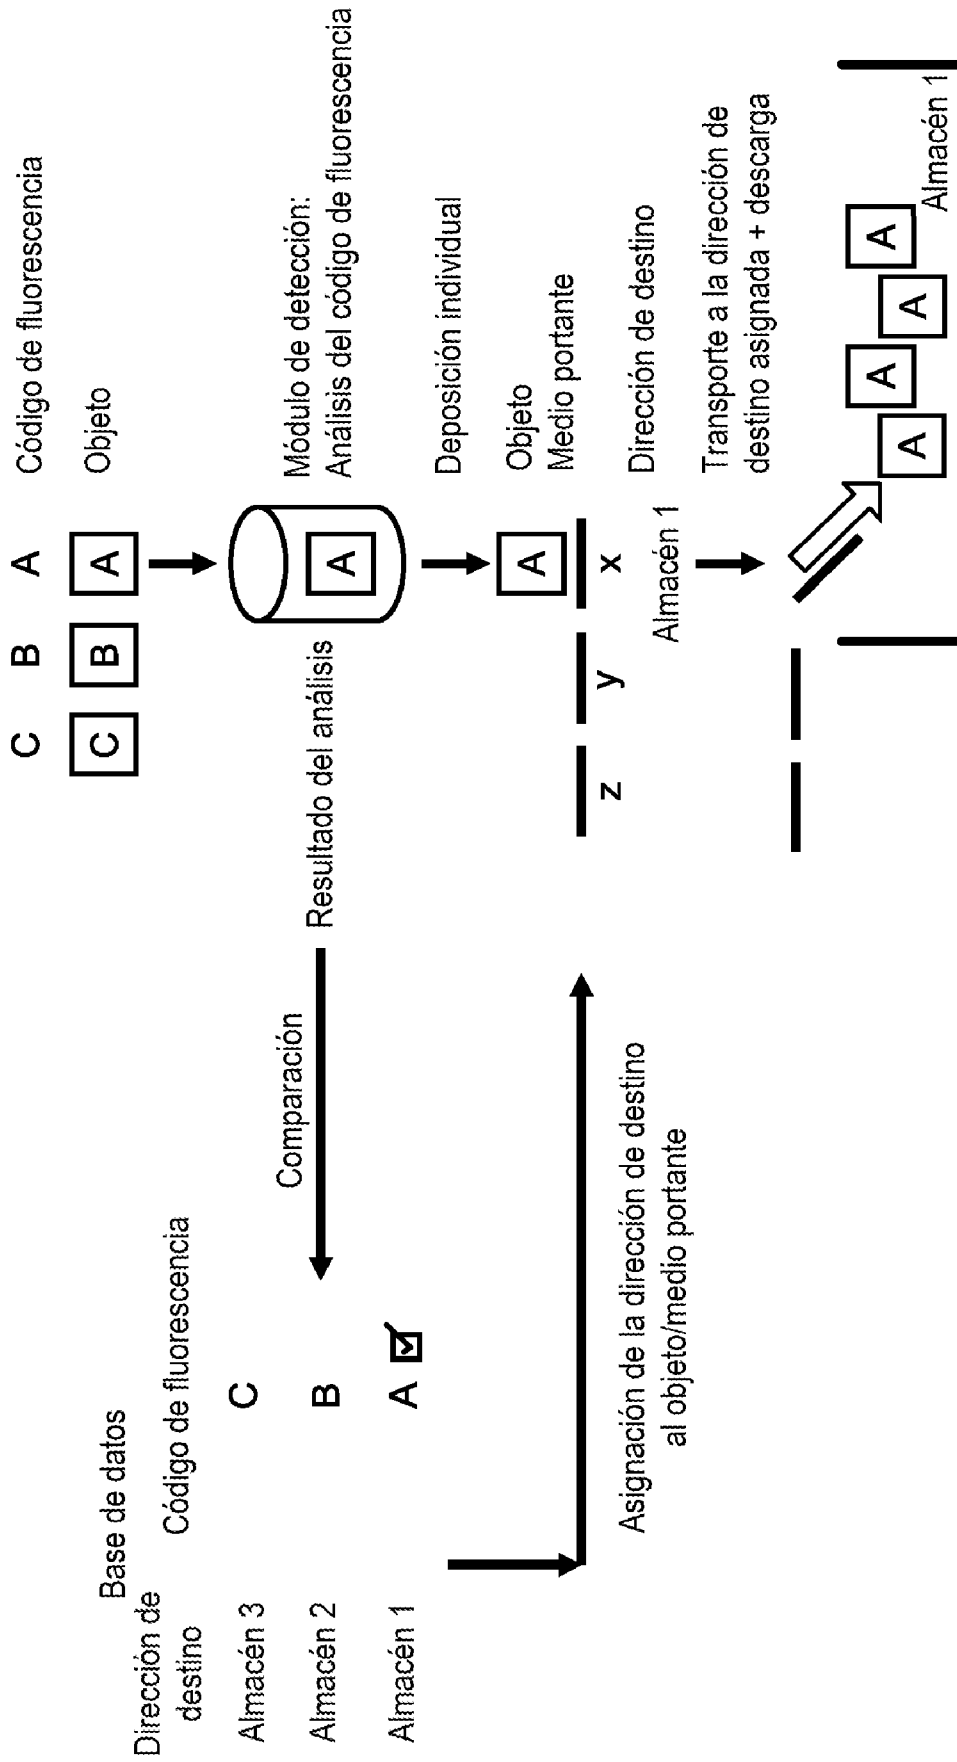 Base de datos
Dirección de
destino
Código de fluorescencia
Almacén 3 C
Almacén 2 B
Almacén 1 A
Comparación
Resultado del análisis
C B A Código de fluorescencia
C B A Objeto
A
Módulo de detección:
Análisis del código de fluorescencia
Deposición individual
A
Objeto
Medio portante
z y x
Dirección de destino
Almacén 1
Asignación de la dirección de destino
al objeto/medio portante
Transporte a la dirección de
destino asignada + descarga
A A A A
Almacén 1